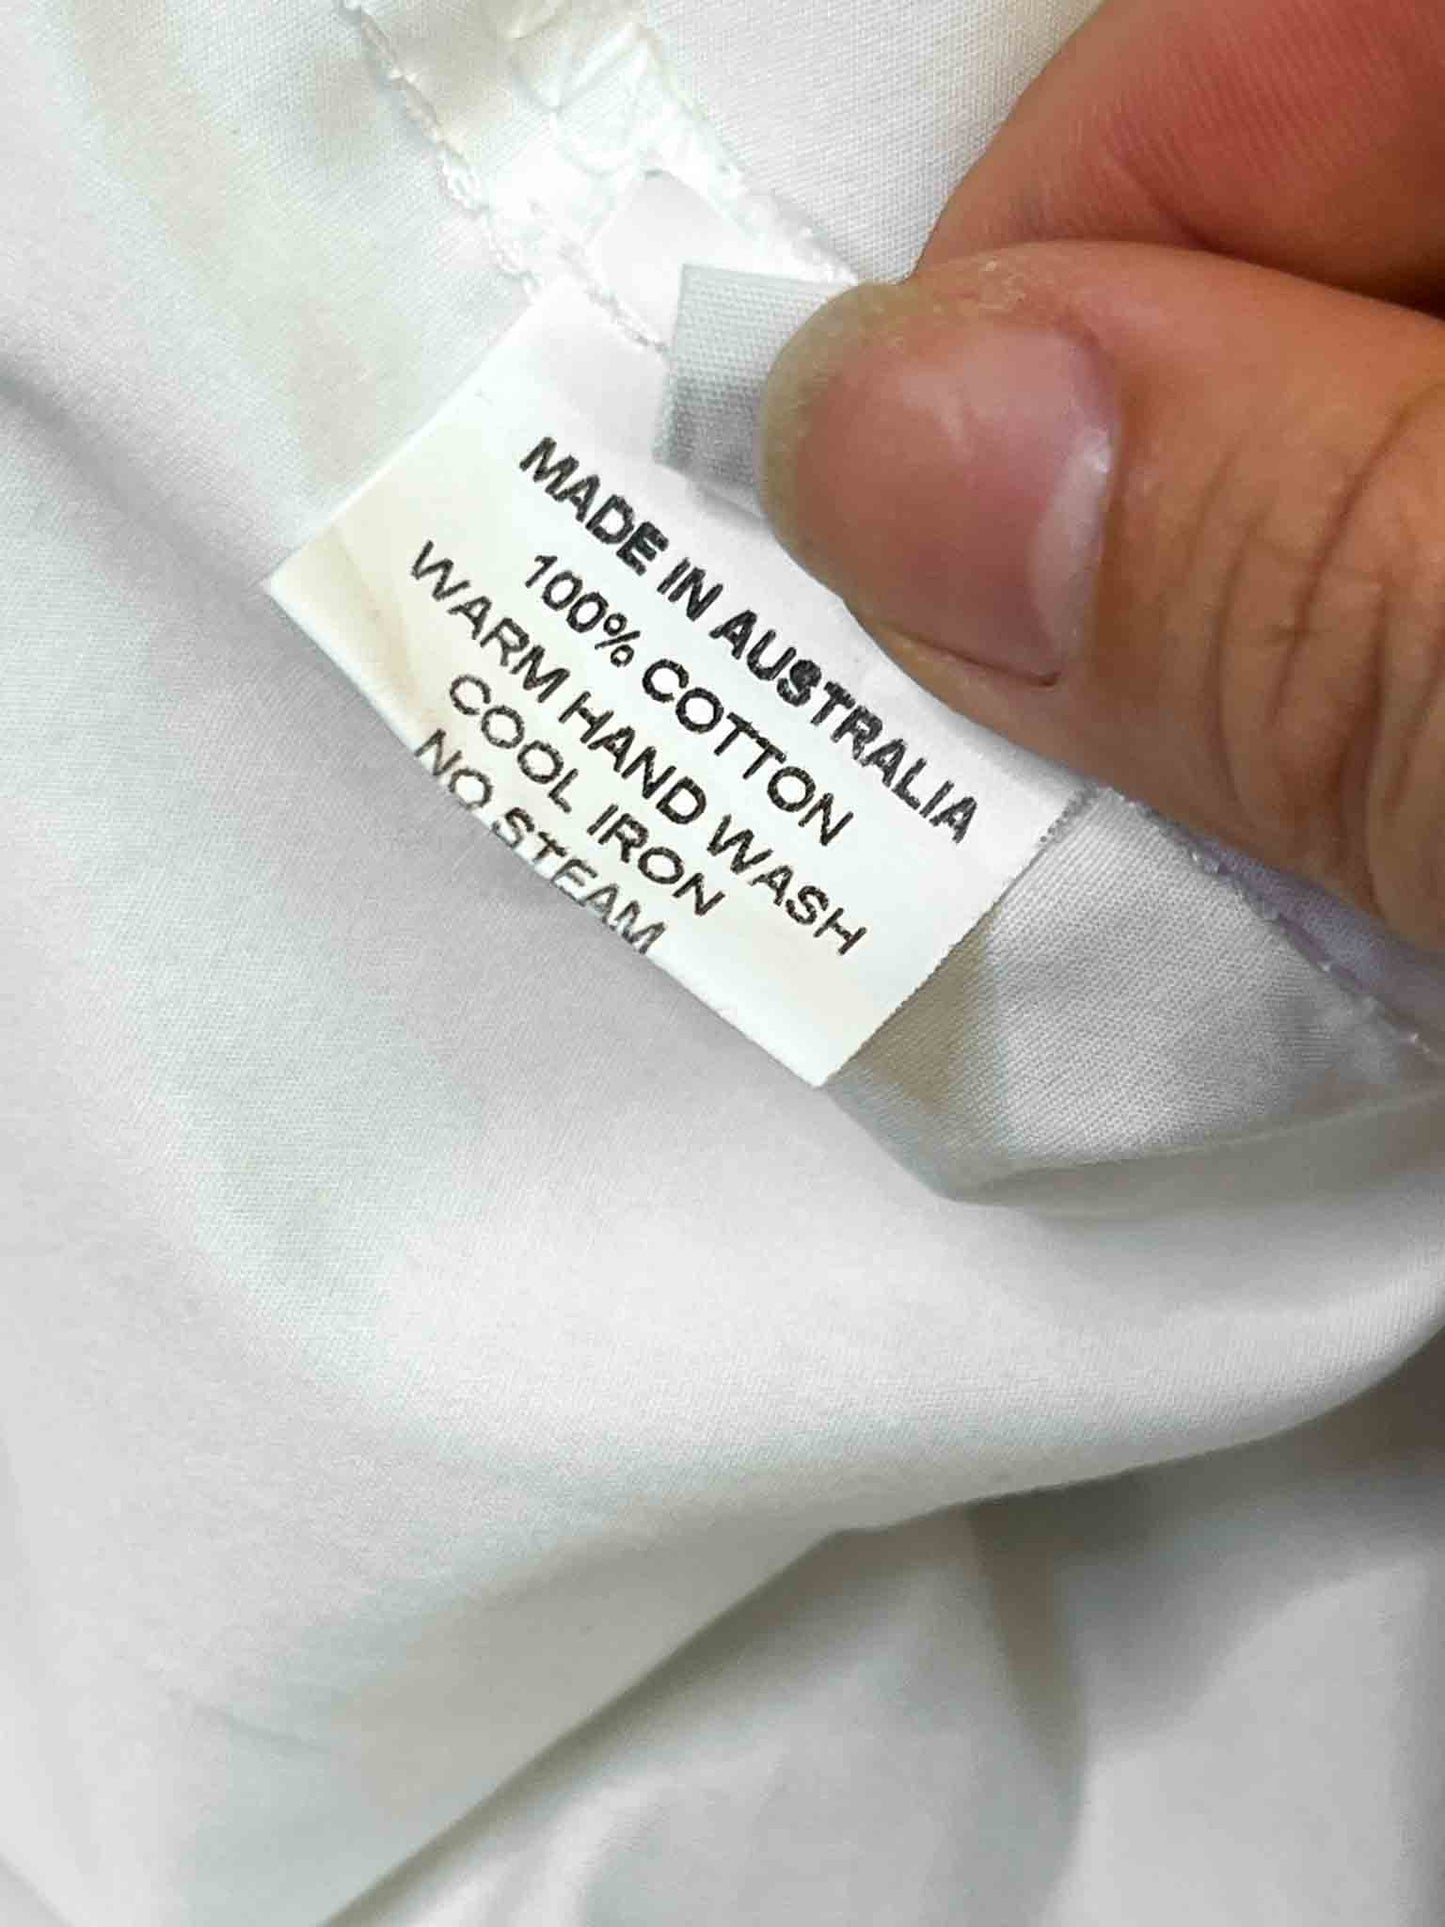 MADE IN AUSTRALIA
100% COTTON
WARM HAND WASH
COOL IRON
NO STEAM